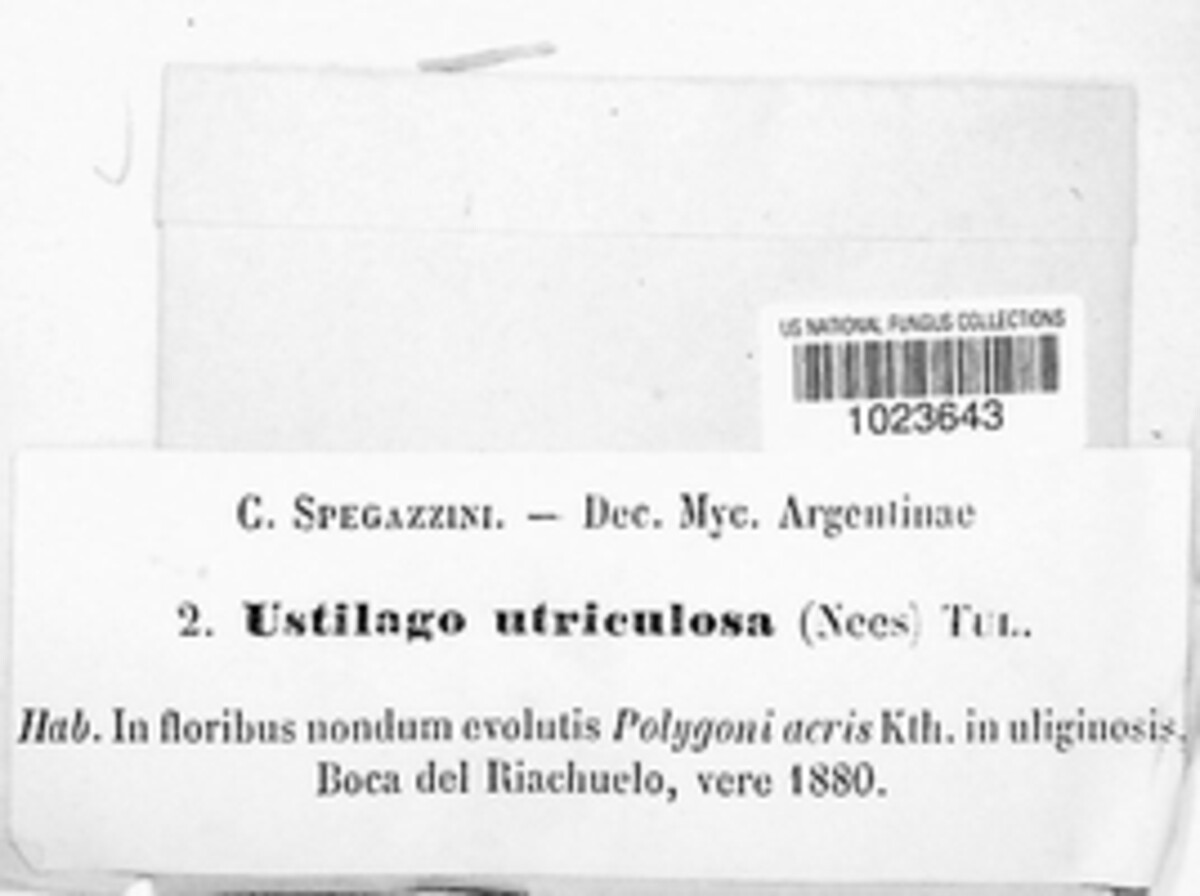 US NATIONAL FUNGUS COLLECTIONS
1023643
C. SPEGAZZINI. — Dec. Myc. Argentinae
2. Ustilago utriculosa (Nees) TUL.
Hab. In floribus nondum evolutis Polygoni acris Kth. in uliginosis,
Boca del Riachuelo, vere 1880.